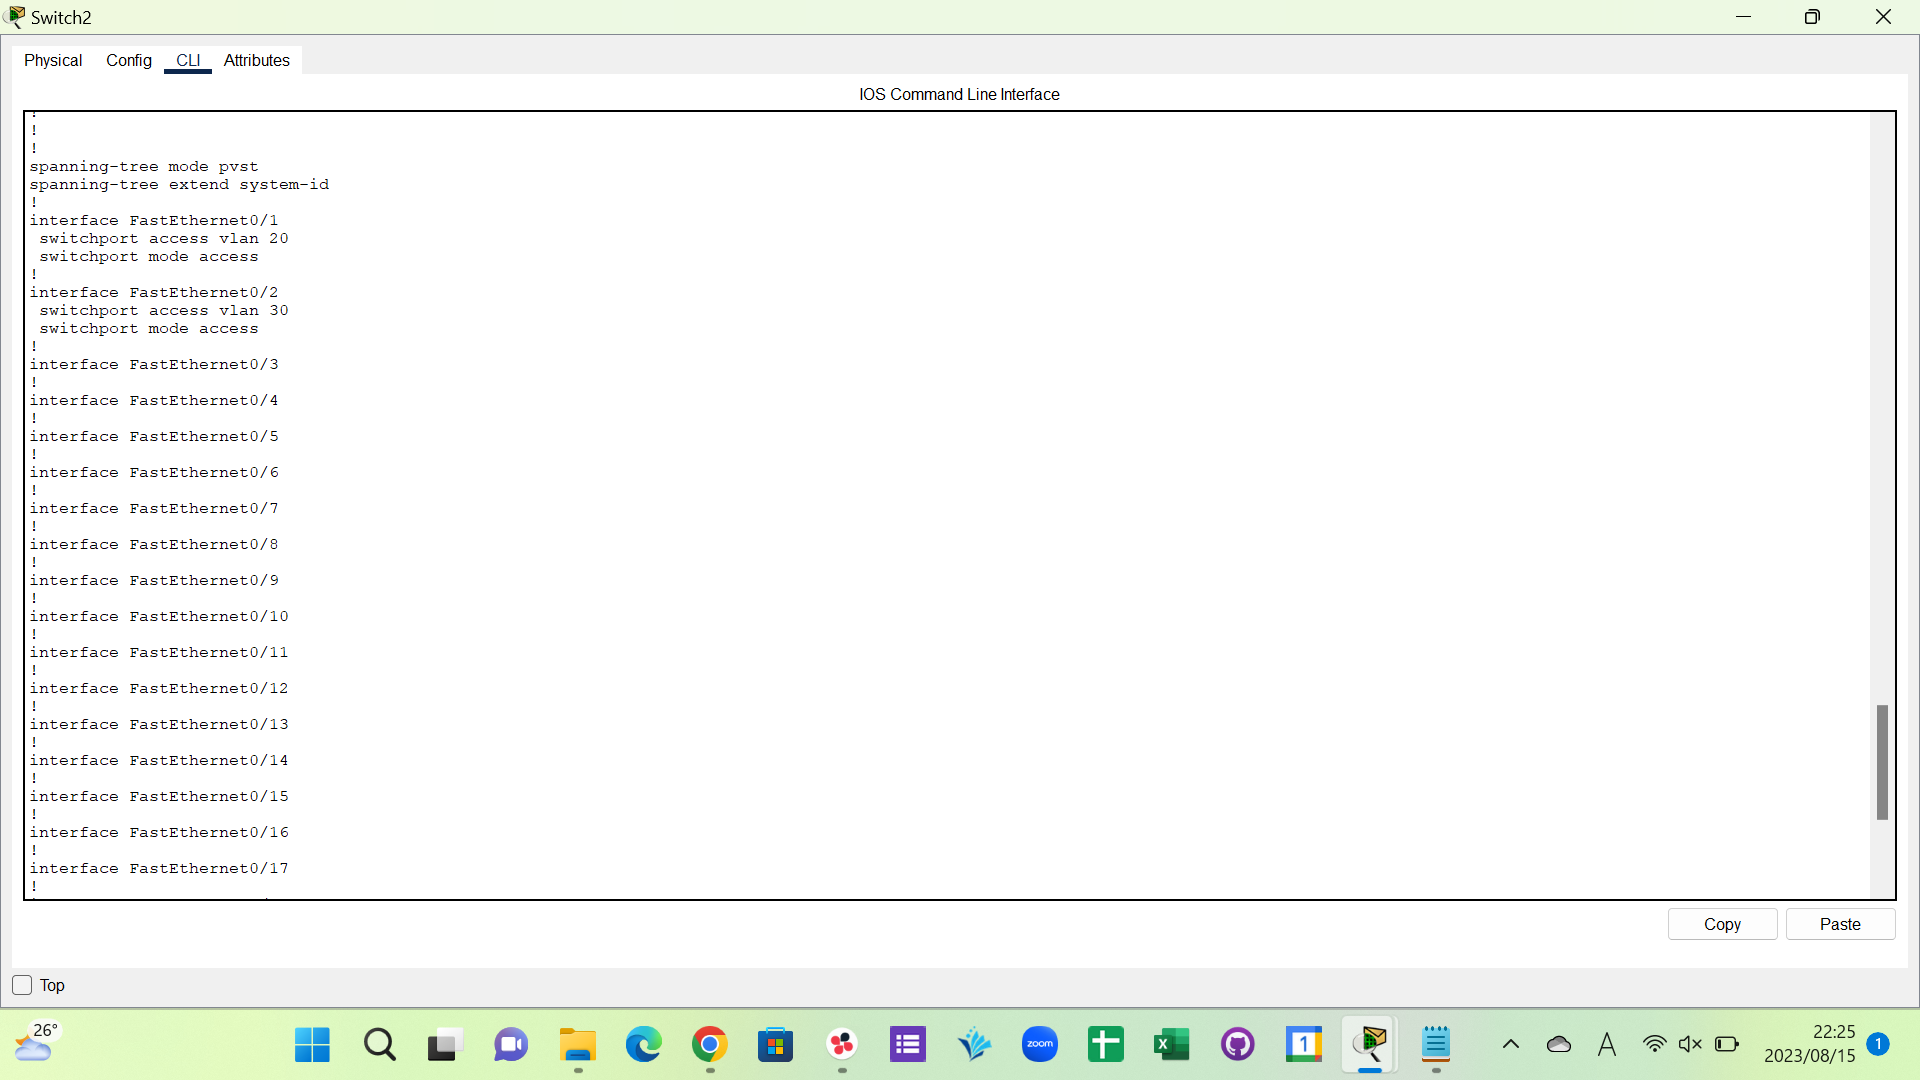 Switch2
Physical Config CLI Attributes
IOS Command Line Interface
!
!
!
spanning-tree mode pvst
spanning-tree extend system-id
!
interface FastEthernet0/1
switchport access vlan 20
switchport mode access
!
interface FastEthernet0/2
switchport access vlan 30
switchport mode access
!
interface FastEthernet0/3
!
interface FastEthernet0/4
!
interface FastEthernet0/5
!
interface FastEthernet0/6
!
interface FastEthernet0/7
!
interface FastEthernet0/8
!
interface FastEthernet0/9
!
interface FastEthernet0/10
!
interface FastEthernet0/11
!
interface FastEthernet0/12
!
interface FastEthernet0/13
!
interface FastEthernet0/14
!
interface FastEthernet0/15
!
interface FastEthernet0/16
!
interface FastEthernet0/17
!
Copy Paste
Top
26°
zoom
X
1
A
22:25
2023/08/15
1